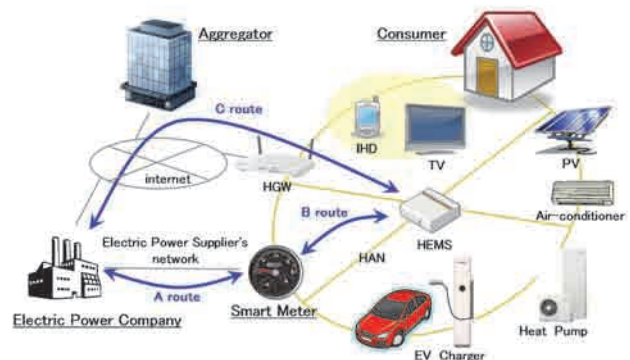 Aggregator
Consumer
C route
IHD
TV
PV
internet
HGW
Air-conditioner
B route
HEMS
Electric Power Supplier's
network
HAN
A route
Smart Meter
Electric Power Company
EV Charger
Heat Pump